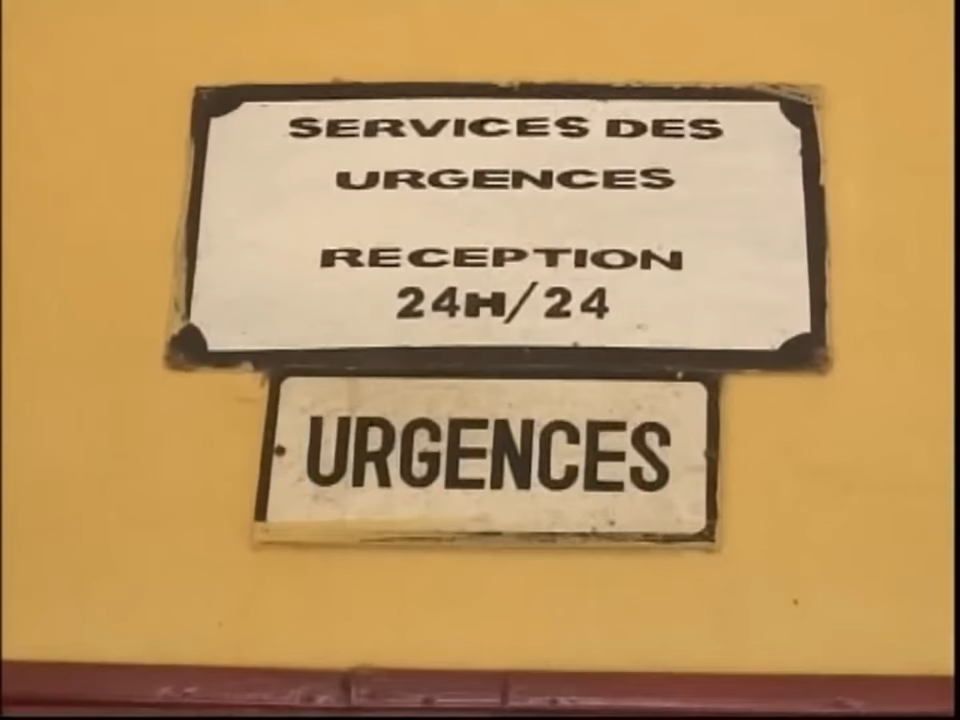 SERVICES DES
URGENCES
RECEPTION
24H/24
URGENCES